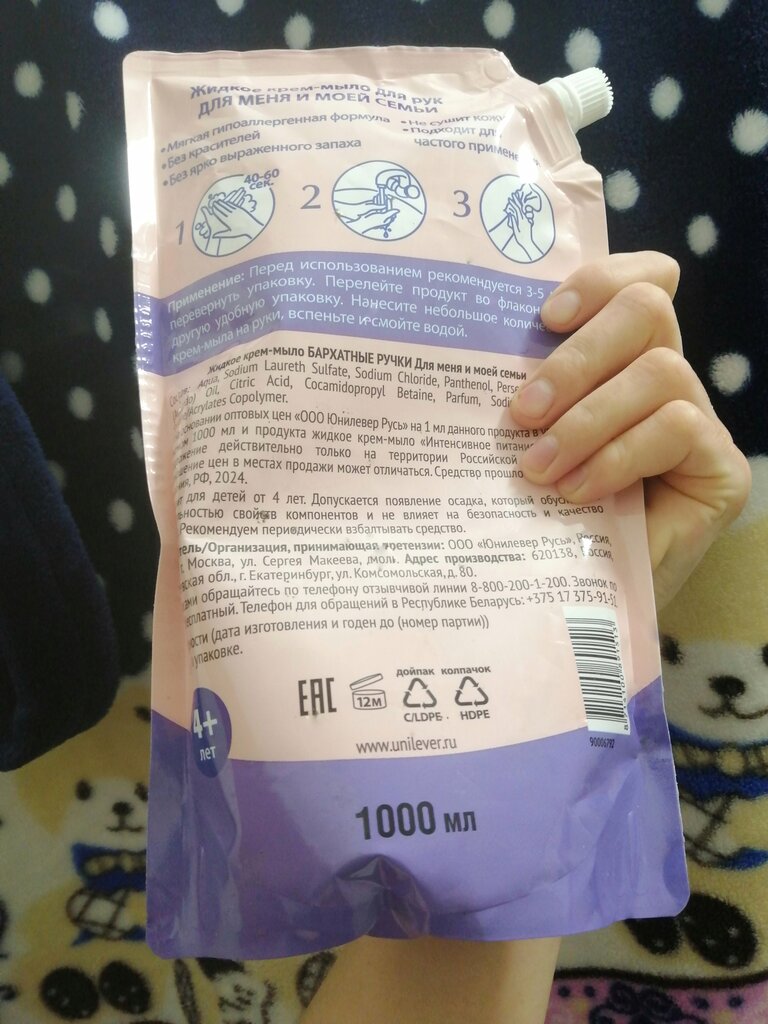 Жидкое крем-мыло для рук
ДЛЯ МЕНЯ И МОЕЙ СЕМЬИ
•Мягкая гипоаллергенная формула
•Без красителей
•Без ярко выраженного запаха
•Не сушит
•Подходит для
частого
1
40-60
сек.
2
3
Применение: Перед использованием рекомендуется 3-5
перевернуть упаковку. Перелейте продукт во флакон
другую удобную упаковку. Нанесите небольшое
крем-мыла на руки, вспеньте и смойте водой.
Жидкое крем-мыло БАРХАТНЫЕ РУЧКИ Для меня и моей семьи
Aqua, Sodium Laureth Sulfate, Sodium Chloride, Panthenol,
Oil, Citric Acid, Cocamidopropyl Betaine, Parfum,
Copolymer.
основании оптовых цен «ООО Юнилевер Русь» на 1 мл данного продукта в
1000 мл и продукта жидкое крем-мыло «Интенсивное
действительно только на территории Российской
цен в местах продажи может отличаться. Средство
РФ, 2024.
для детей от 4 лет. Допускается появление осадка, который
свойств компонентов и не влияет на безопасность и качество
Рекомендуем периодически взбалтывать средство.
принимающая претензии: ООО «Юнилевер Русь», Россия,
г. Москва, ул. Сергея Макеева, Адрес производства: 620138, Россия,
обл., г. Екатеринбург, ул. Комсомольская, д. 80.
обращайтесь по телефону отзывчивой линии 8-800-200-1-200. Звонок по
Телефон для обращений в Республике Беларусь: +375 17 375-91-51
(дата изготовления и годен до (номер партии))
упаковке.
EAC
12м
дойпак
C/LDPE
колпачок
HDPE
4+
лет
www.unilever.ru
90006792
1000 мл